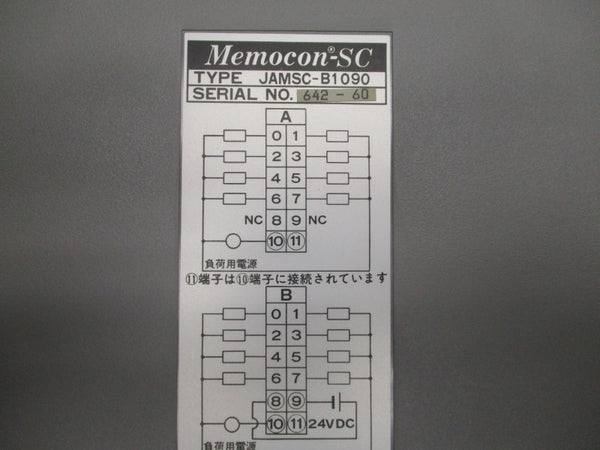 Memocon®-SC
TYPE JAMSC-B1090
SERIAL NO. 642-60
A
0 1
2 3
4 5
6 7
NC 8 9 NC
⑩ ⑪
負荷用電源
⑪端子は⑩端子に接続されています
B
0 1
2 3
4 5
6 7
⑧ ⑨
⑩ ⑪ 24VDC
負荷用電源